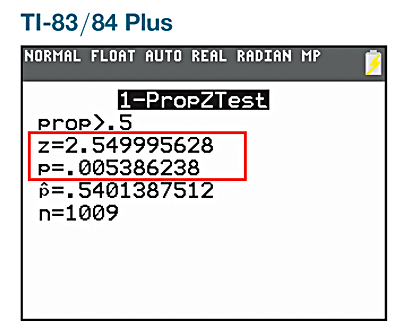 TI-83/84 Plus
NORMAL FLOAT AUTO REAL RADIAN MP
1-PropZTest
prop>.5
z=2.549995628
p=.005386238
p̂=.5401387512
n=1009